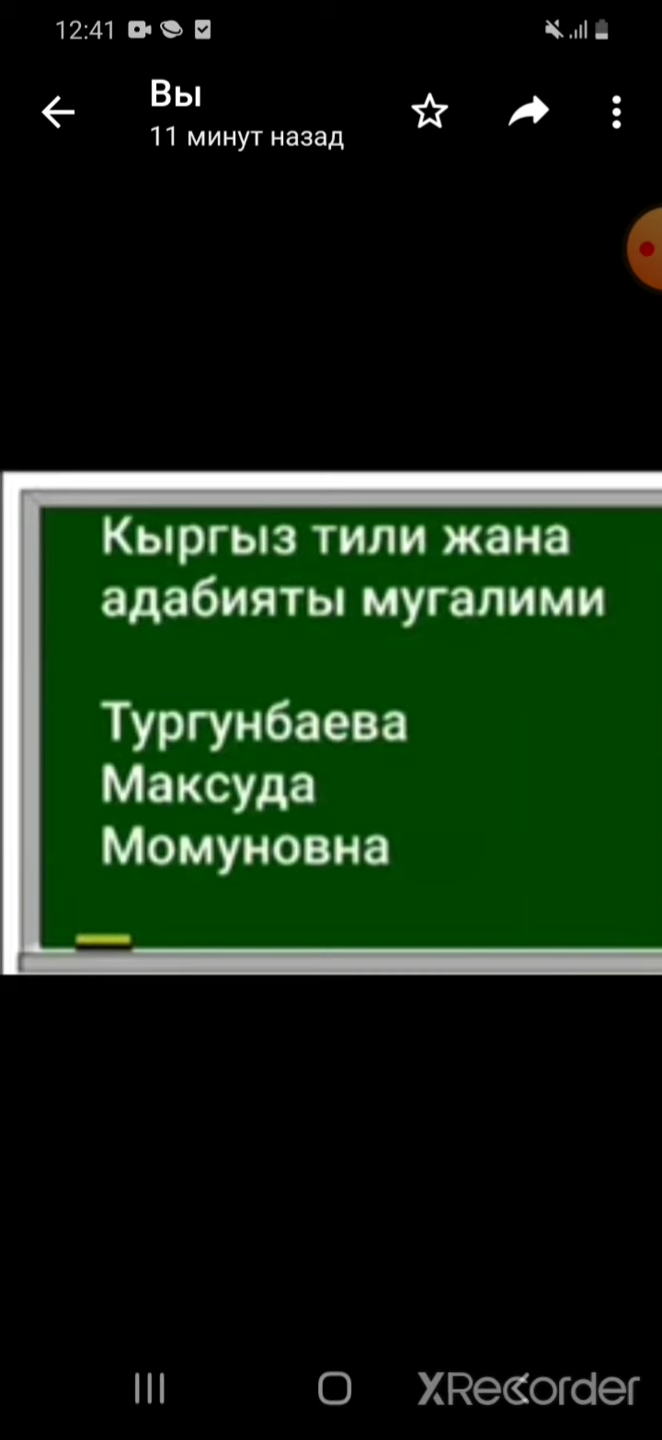 12:41
Вы
11 минут назад
Кыргыз тили жана
адабияты мугалими
Тургунбаева
Максуда
Момуновна
XRecorder